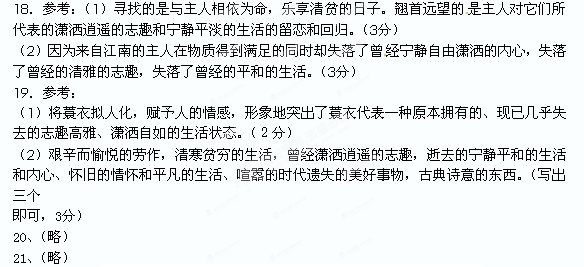 18．参考：（1）寻找的是与主人相依为命，乐享清贫的日子。翘首远望的是主人对它们所
代表的潇洒逍遥的志趣和宁静平淡的生活的留恋和回归。（3分）
（2）因为来自江南的主人在物质得到满足的同时却失落了曾经宁静自由潇洒的内心，失落
了曾经的清雅的志趣，失落了曾经的平和的生活。（3分）
19．参考：
（1）将蓑衣拟人化，赋予人的情感，形象地突出了蓑衣代表一种原本拥有的、现已几乎失
去的志趣高雅、潇洒自如的生活状态。（２分）
（2）艰辛而愉悦的劳作，清寒贫穷的生活，曾经潇洒逍遥的志趣，逝去的宁静平和的生活
和内心、怀旧的情怀和平凡的生活、喧嚣的时代遗失的美好事物，古典诗意的东西。（写出
三个
即可，3分）
20、（略）
21、（略）